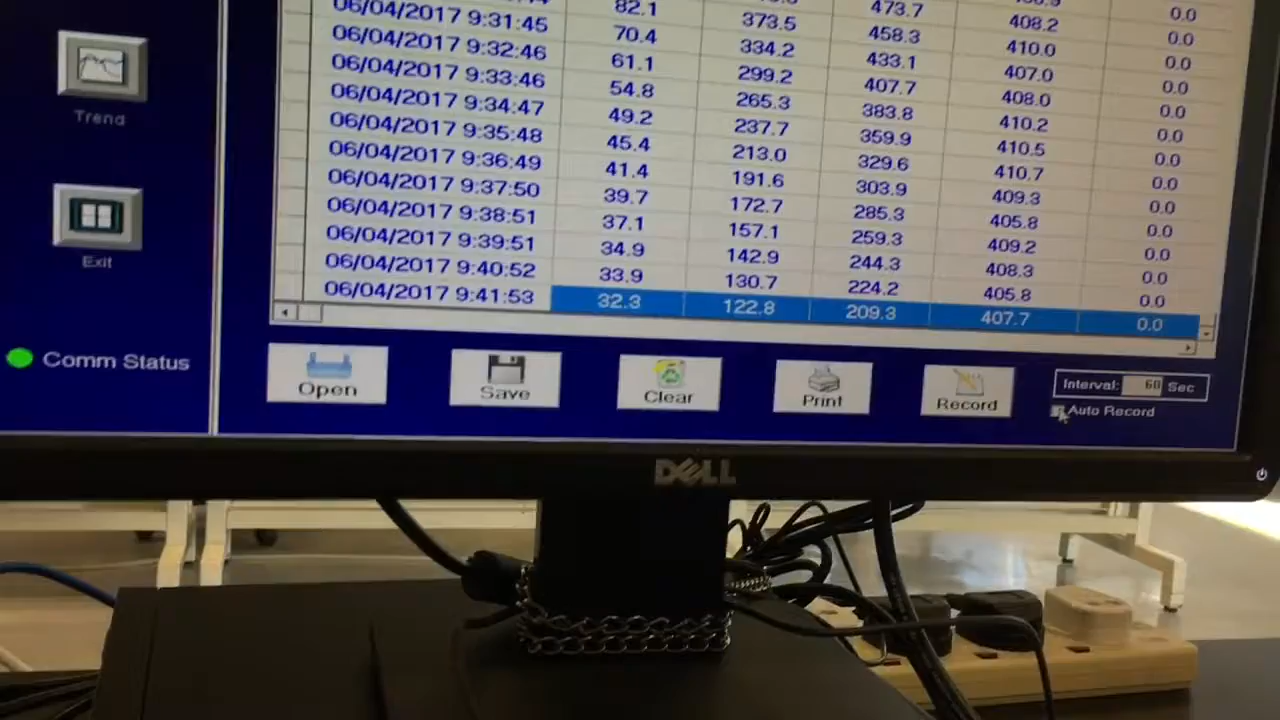 0.0
473.7 408.2 0.0
82.1 373.5 458.3 410.0 0.0
06/04/2017 9:31:45 70.4 334.2 433.1 407.0 0.0
06/04/2017 9:32:46 61.1 299.2 407.7 408.0 0.0
06/04/2017 9:33:46 54.8 265.3 383.8 410.2 0.0
06/04/2017 9:34:47 49.2 237.7 359.9 410.5 0.0
06/04/2017 9:35:48 45.4 213.0 329.6 410.7 0.0
06/04/2017 9:36:49 41.4 191.6 303.9 409.3 0.0
06/04/2017 9:37:50 39.7 172.7 285.3 405.8 0.0
06/04/2017 9:38:51 37.1 157.1 259.3 409.2 0.0
06/04/2017 9:39:51 34.9 142.9 244.3 408.3 0.0
06/04/2017 9:40:52 33.9 130.7 224.2 405.8 0.0
06/04/2017 9:41:53 32.3 122.8 209.3 407.7 0.0
Trend
Exit
Comm Status
Open Save Clear Print Record
Interval: 60 Sec
Auto Record
DELL